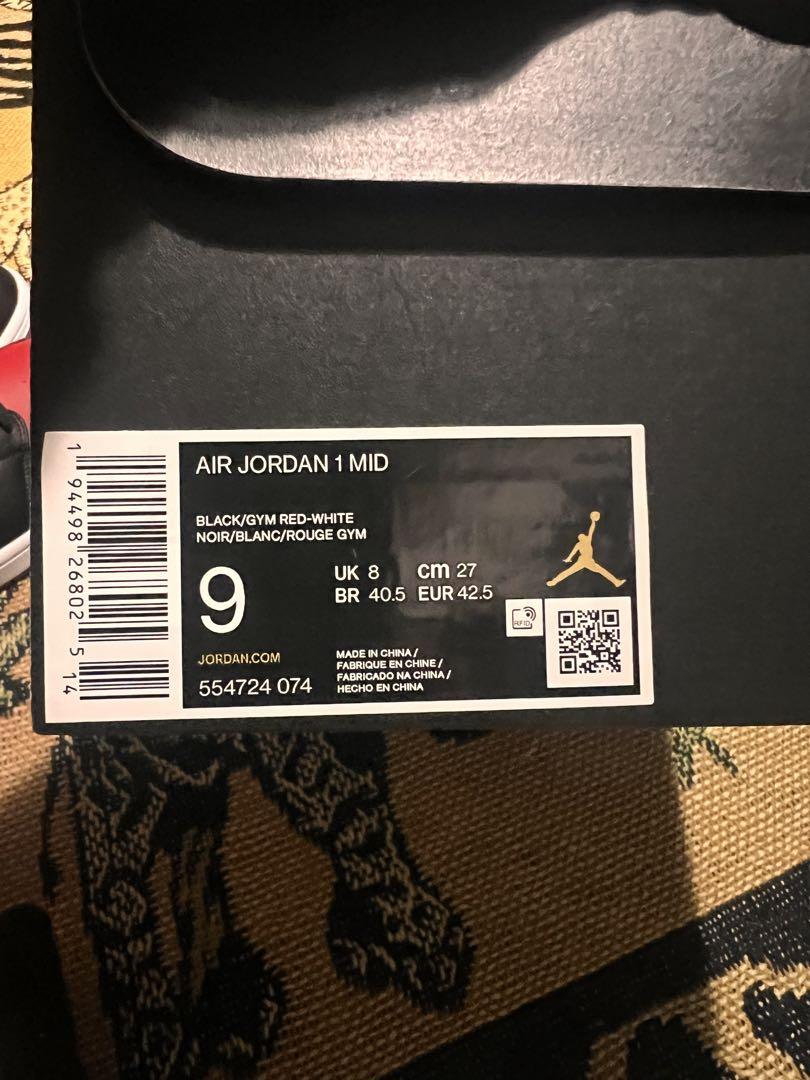 AIR JORDAN 1 MID
BLACK/GYM RED-WHITE
NOIR/BLANC/ROUGE GYM
9
UK 8 cm 27
BR 40.5 EUR 42.5
RFID
JORDAN.COM
554724 074
MADE IN CHINA /
FABRIQUE EN CHINE /
FABRICADO NA CHINA /
HECHO EN CHINA
1 94498 26802 5 14